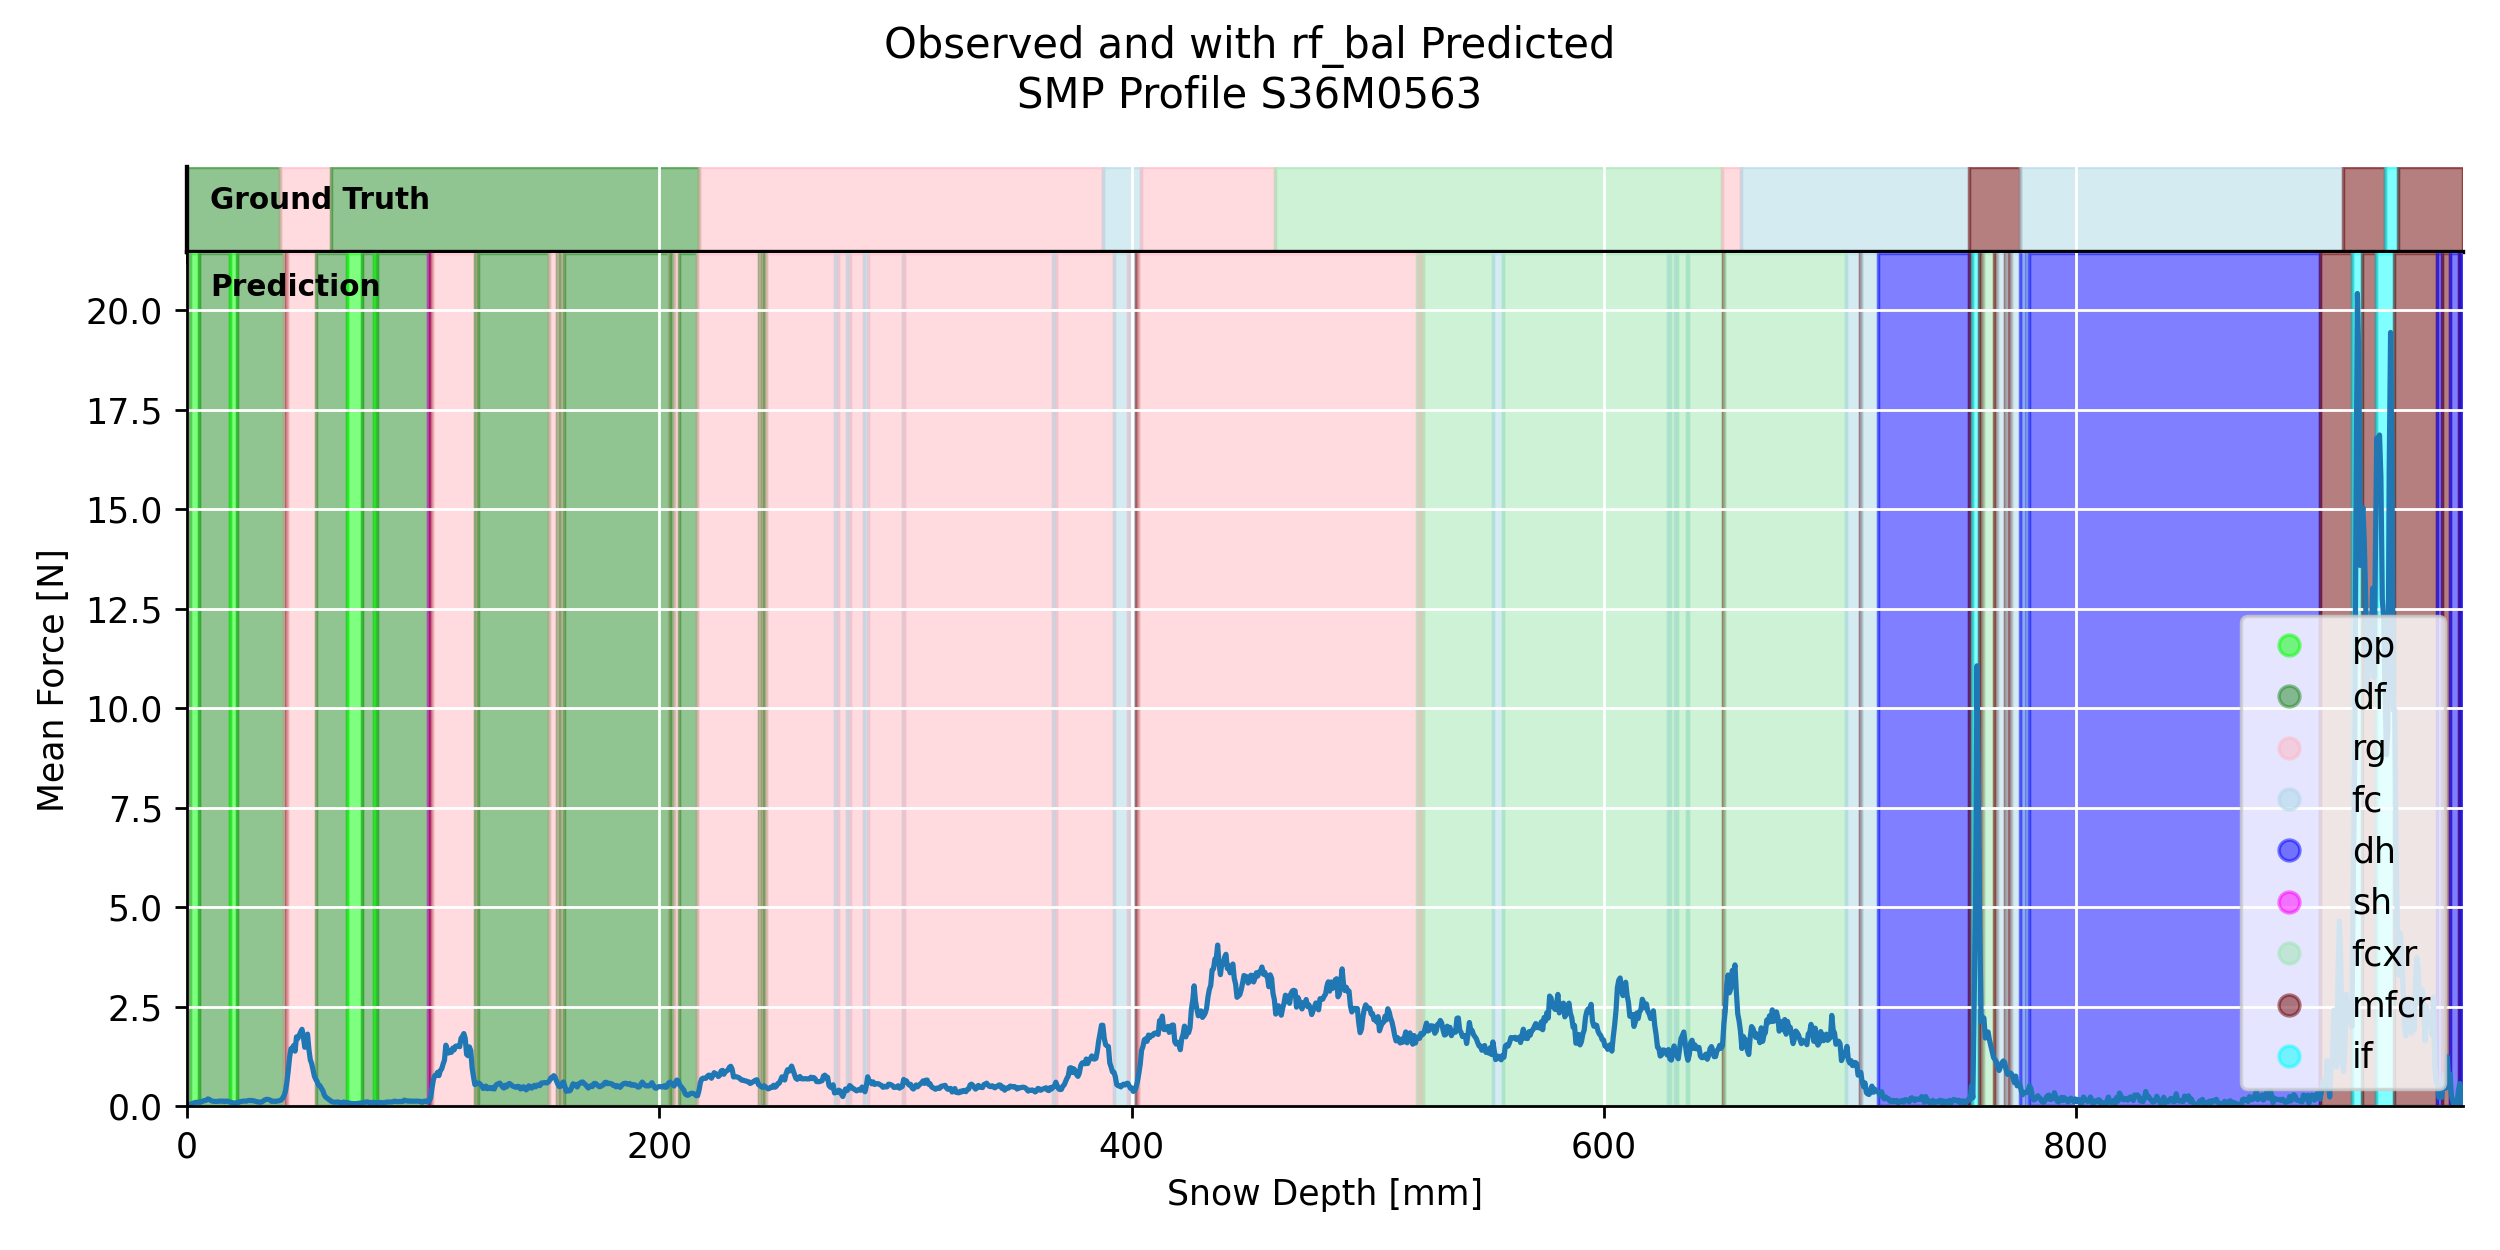 Observed and with rf_bal Predicted
SMP Profile S36M0563
Ground Truth
Prediction
20.0
17.5
15.0
12.5
10.0
7.5
5.0
2.5
0.0
Mean Force [N]
pp
df
rg
fc
dh
sh
fcxr
mfcr
if
0 200 400 600 800
Snow Depth [mm]